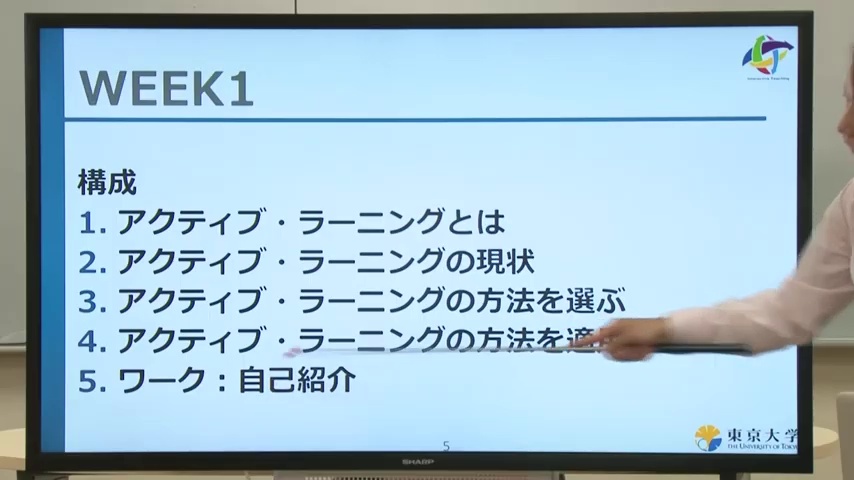 WEEK1
構成
1. アクティブ・ラーニングとは
2. アクティブ・ラーニングの現状
3. アクティブ・ラーニングの方法を選ぶ
4. アクティブ・ラーニングの方法を適
5. ワーク：自己紹介
5
東京大学
THE UNIVERSITY OF TOKYO
SHARP
Interactive Teaching